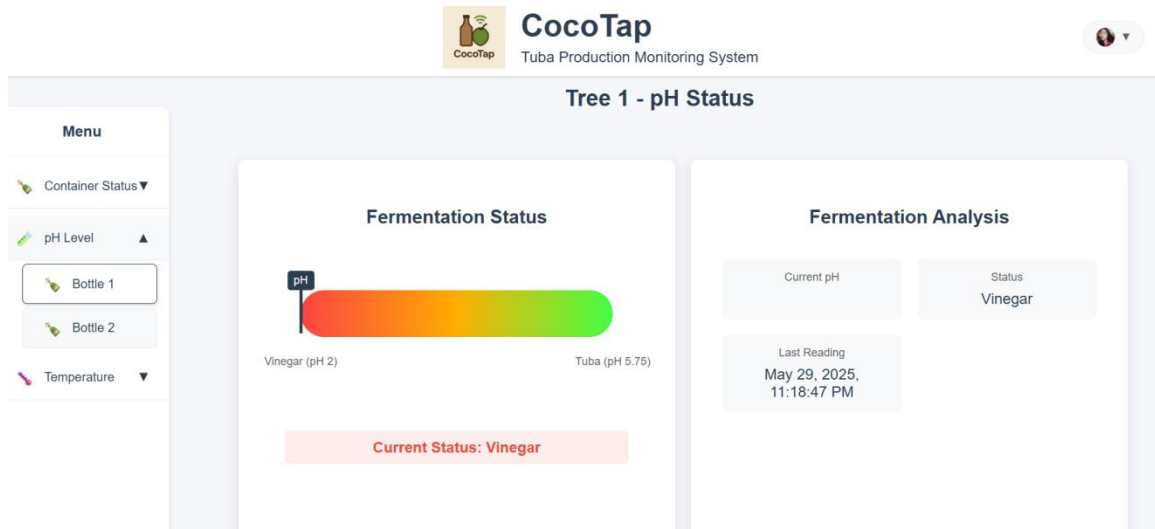 CocoTap
CocoTap
Tuba Production Monitoring System
▼
Tree 1 - pH Status
Menu
Container Status▼
pH Level ▲
Bottle 1
Bottle 2
Temperature ▼
Fermentation Status
pH
Vinegar (pH 2) Tuba (pH 5.75)
Current Status: Vinegar
Fermentation Analysis
Current pH
Status
Vinegar
Last Reading
May 29, 2025,
11:18:47 PM